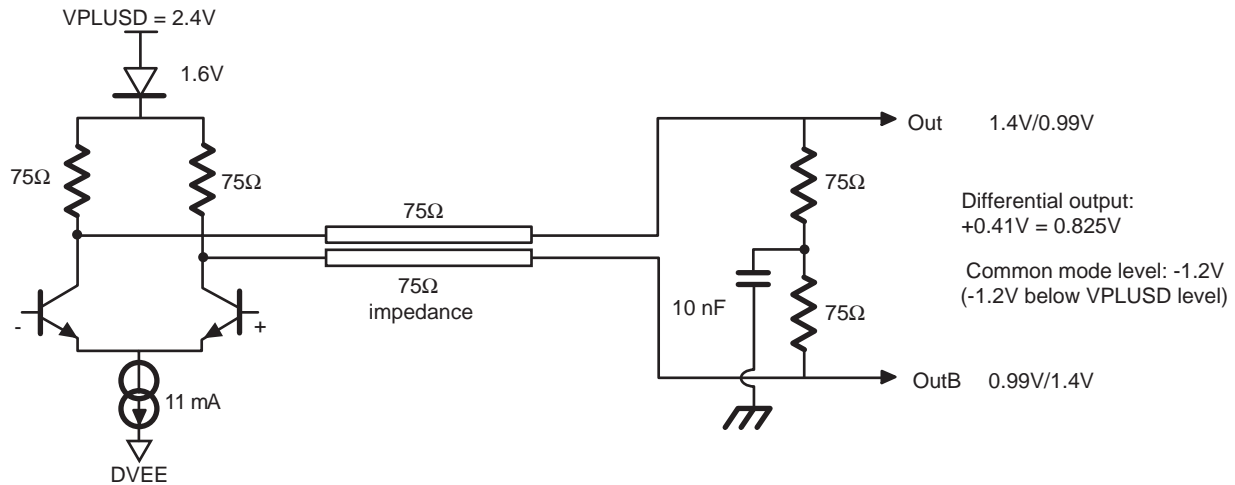 VPLUSD = 2.4V
1.6V
75Ω
75Ω
75Ω
75Ω
impedance
-
+
11 mA
DVEE
10 nF
75Ω
75Ω
Out 1.4V/0.99V
Differential output:
+0.41V = 0.825V
Common mode level: -1.2V
(-1.2V below VPLUSD level)
OutB 0.99V/1.4V